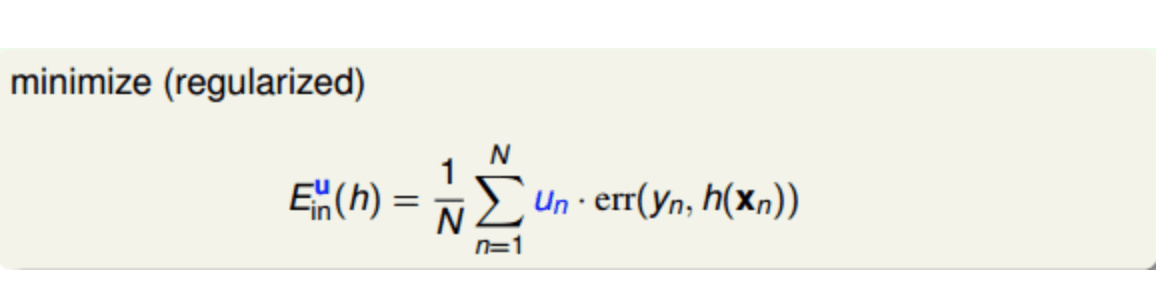 minimize (regularized)
E_in^u(h) = 1/N ∑_{n=1}^{N} u_n · err(y_n, h(x_n))